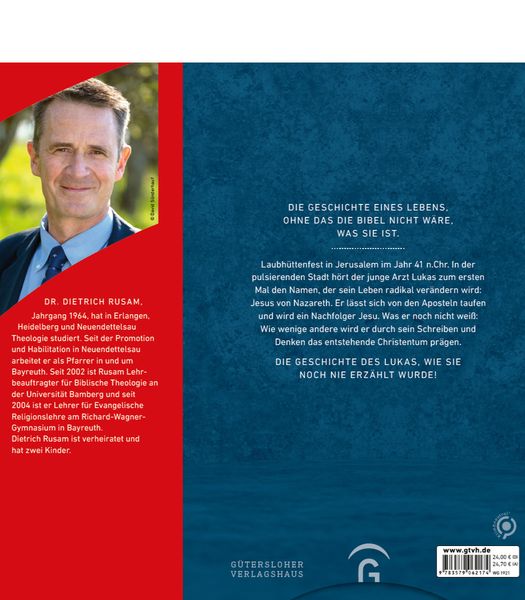 © David Sünderhauf
DR. DIETRICH RUSAM,
Jahrgang 1964, hat in Erlangen,
Heidelberg und Neuendettelsau
Theologie studiert. Seit der Promotion
und Habilitation in Neuendettelsau
arbeitet er als Pfarrer in und um
Bayreuth. Seit 2002 ist Rusam Lehr-
beauftragter für Biblische Theologie an
der Universität Bamberg und seit
2004 ist er Lehrer für Evangelische
Religionslehre am Richard-Wagner-
Gymnasium in Bayreuth.
Dietrich Rusam ist verheiratet und
hat zwei Kinder.
DIE GESCHICHTE EINES LEBENS,
OHNE DAS DIE BIBEL NICHT WÄRE,
WAS SIE IST.
Laubhüttenfest in Jerusalem im Jahr 41 n.Chr. In der
pulsierenden Stadt hört der junge Arzt Lukas zum ersten
Mal den Namen, der sein Leben radikal verändern wird:
Jesus von Nazareth. Er lässt sich von den Aposteln taufen
und wird ein Nachfolger Jesu. Was er noch nicht weiß:
Wie wenige andere wird er durch sein Schreiben und
Denken das entstehende Christentum prägen.
DIE GESCHICHTE DES LUKAS, WIE SIE
NOCH NIE ERZÄHLT WURDE!
GÜTERSLOHER
VERLAGSHAUS
G
www.gtvh.de
9 783579 062174
24,00 € (D)
24,70 € (A)
WG 1921